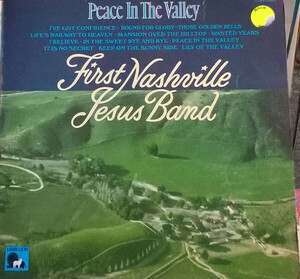 Peace In The Valley
I'VE GOT CONFIDENCE · BOUND FOR GLORY · THOSE GOLDEN BELLS
LIFE'S RAILWAY TO HEAVEN · MANSION OVER THE HILLTOP · WASTED YEARS
I BELIEVE · IN THE SWEET BYE AND BYE · PEACE IN THE VALLEY
IT IS NO SECRET · KEEP ON THE SUNNY SIDE · LILY OF THE VALLEY
First Nashville
Jesus Band